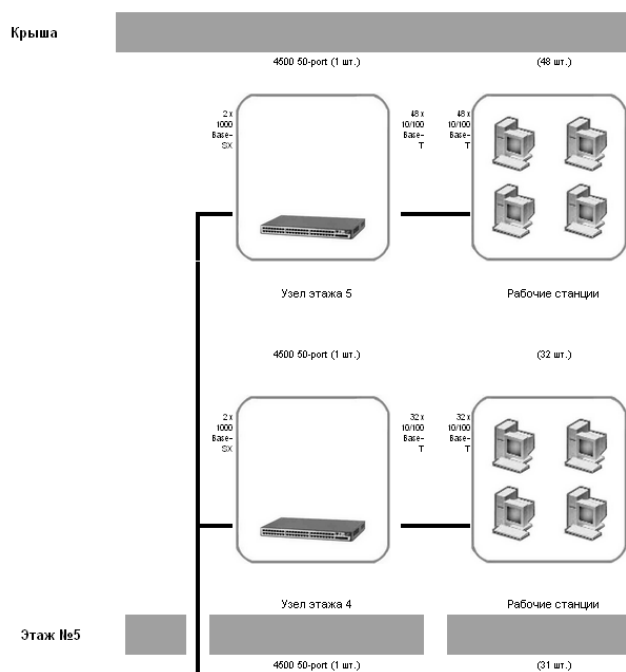 Крыша
4500 50-port (1 шт.)
(48 шт.)
2 x
1000
Base-
SX
48 x
10/100
Base-
T
48 x
10/100
Base-
T
Узел этажа 5
Рабочие станции
4500 50-port (1 шт.)
(32 шт.)
2 x
1000
Base-
SX
32 x
10/100
Base-
T
32 x
10/100
Base-
T
Узел этажа 4
Рабочие станции
Этаж №5
4500 50-port (1 шт.)
(31 шт.)